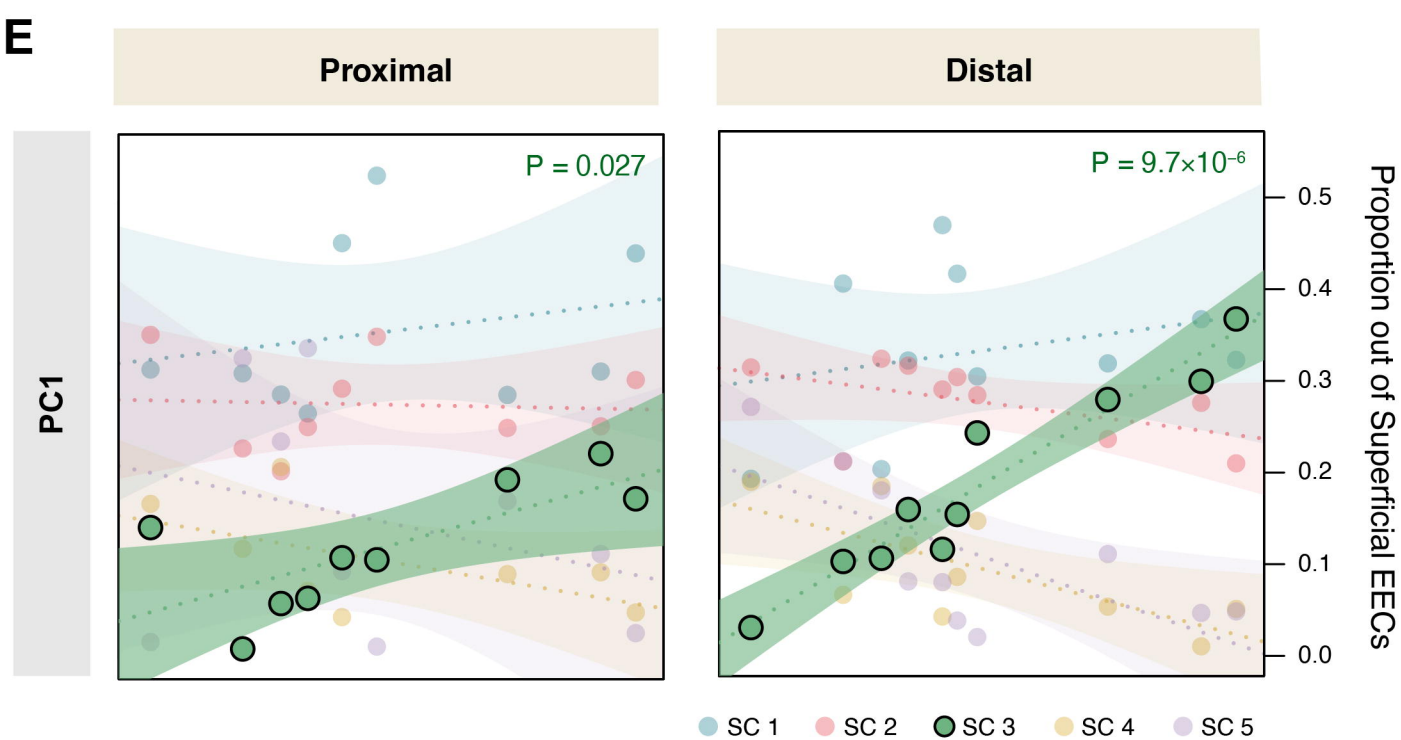 E
Proximal
Distal
PC1
P = 0.027
P = 9.7×10⁻⁶
0.5
0.4
0.3
0.2
0.1
0.0
Proportion out of Superficial EECs
SC 1
SC 2
SC 3
SC 4
SC 5